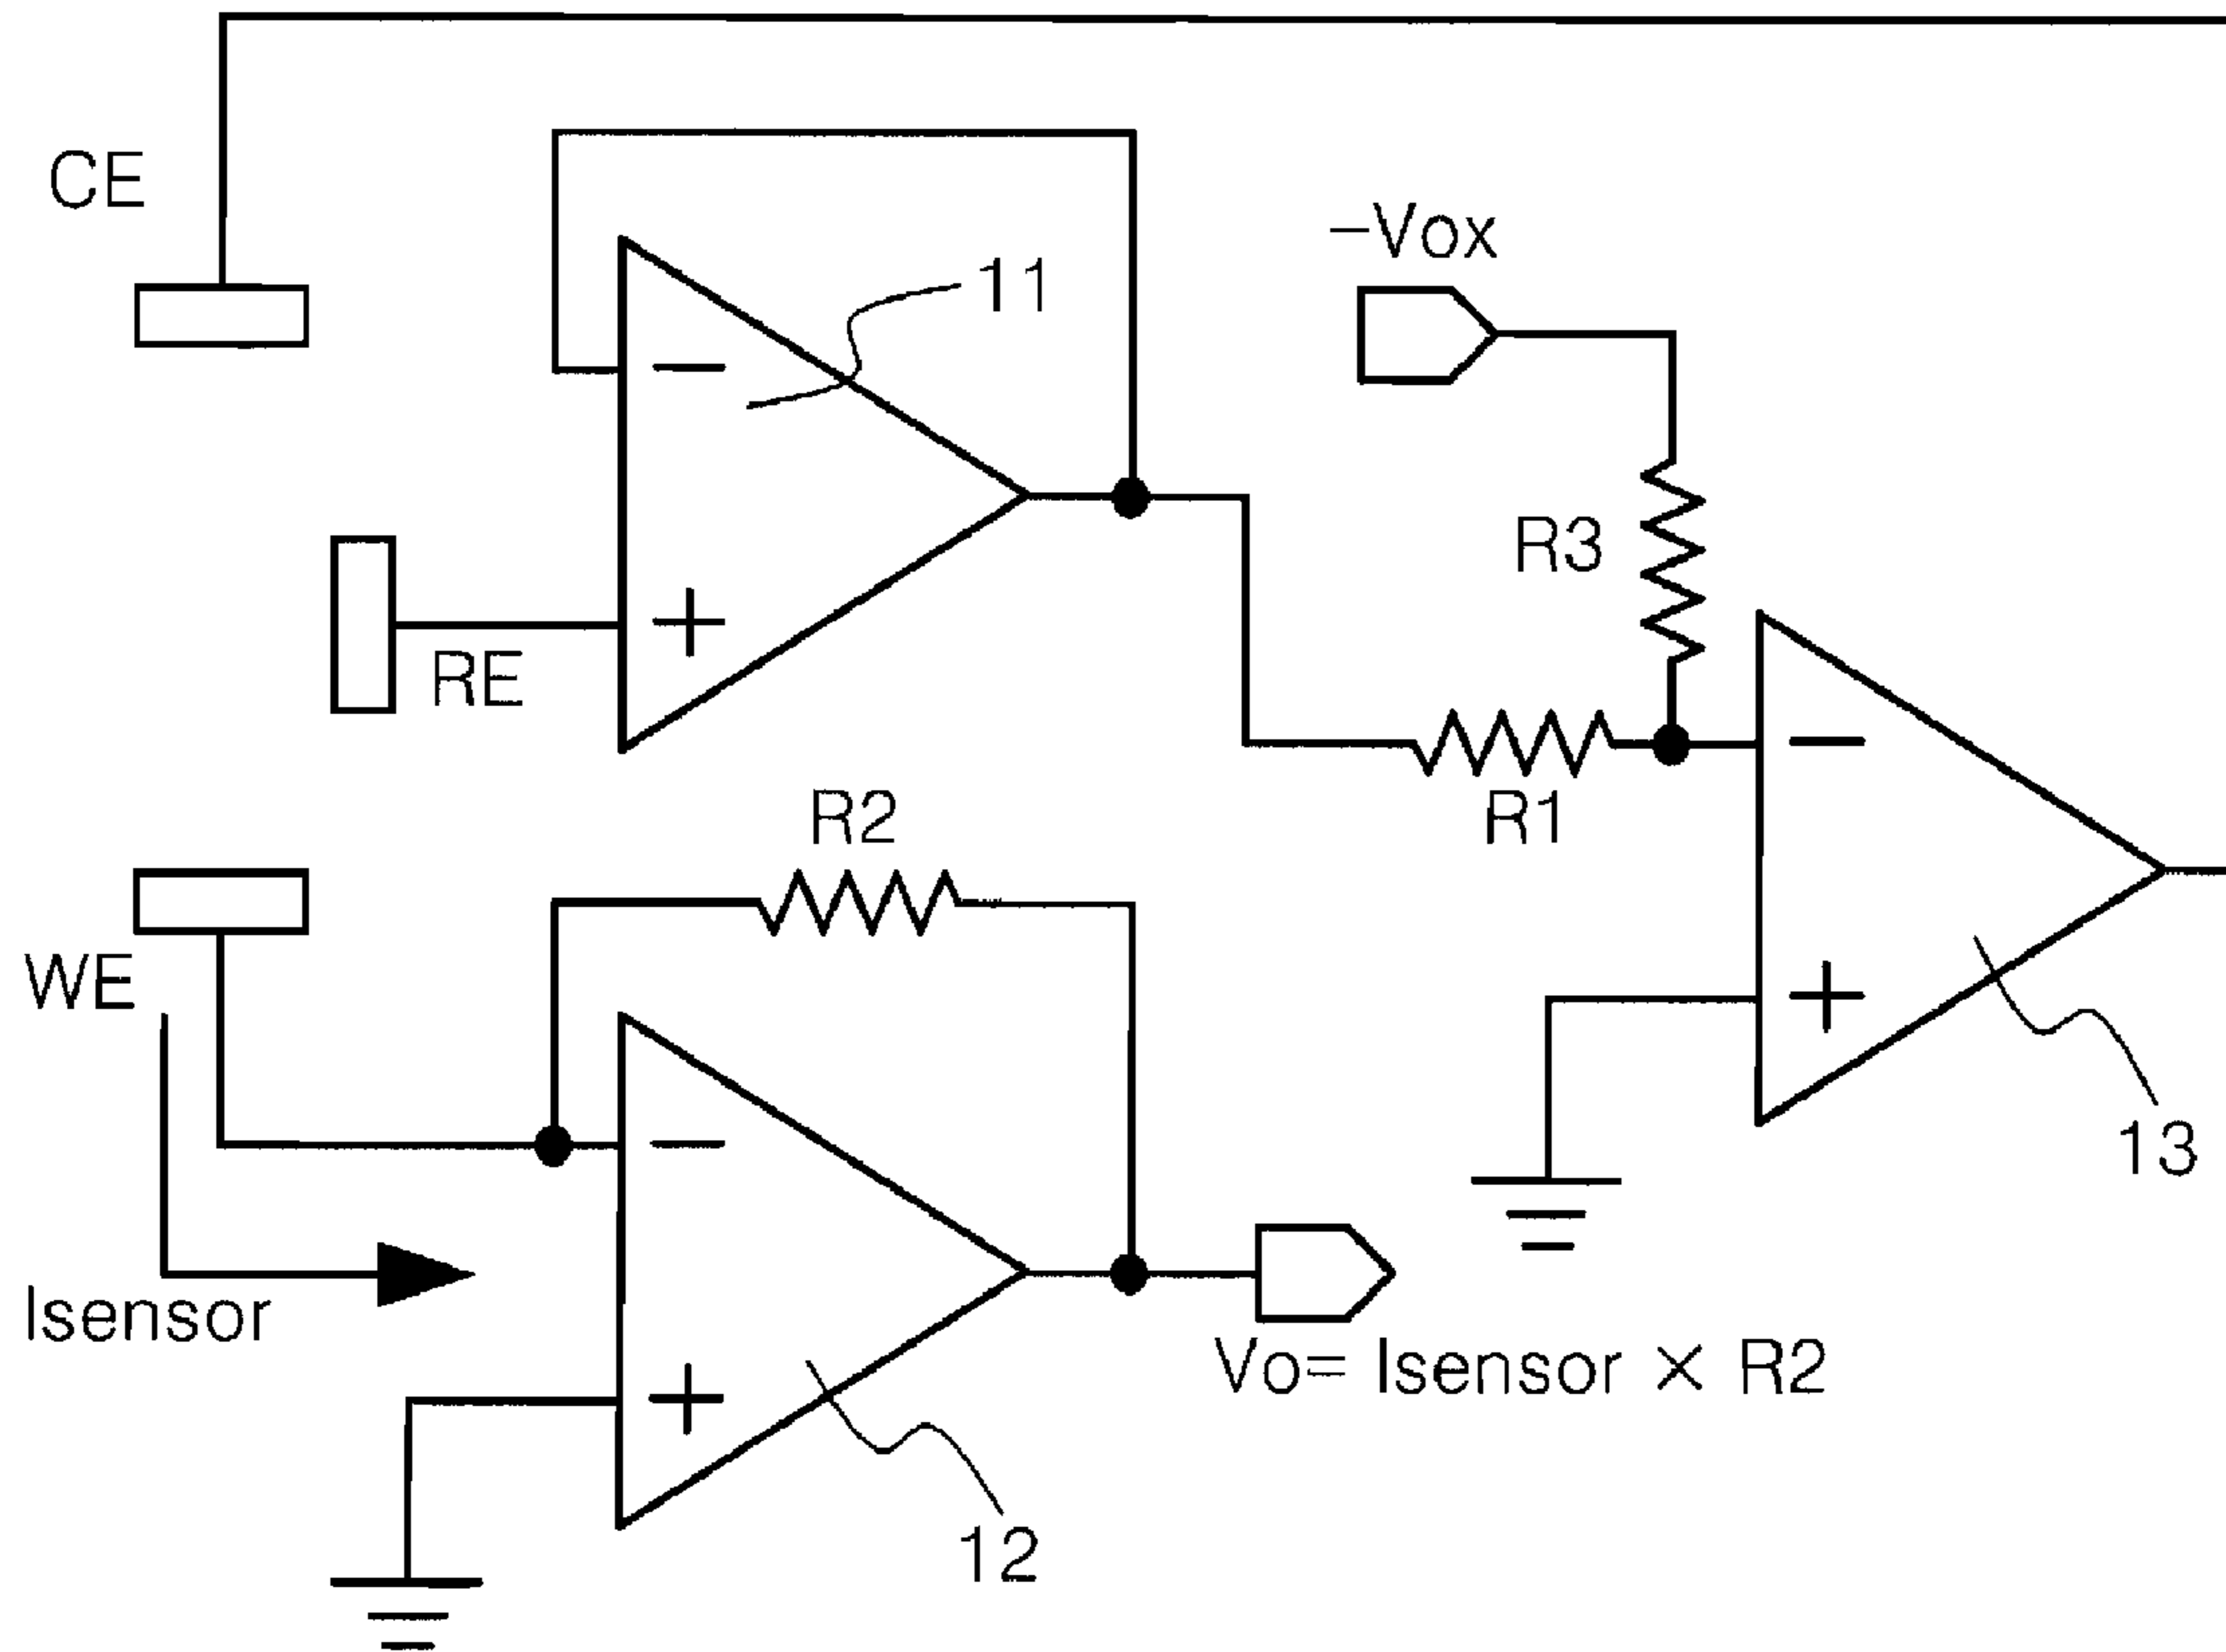 CE
−Vox
11
R3
RE
R2
R1
WE
13
Isensor
Vo= Isensor × R2
12